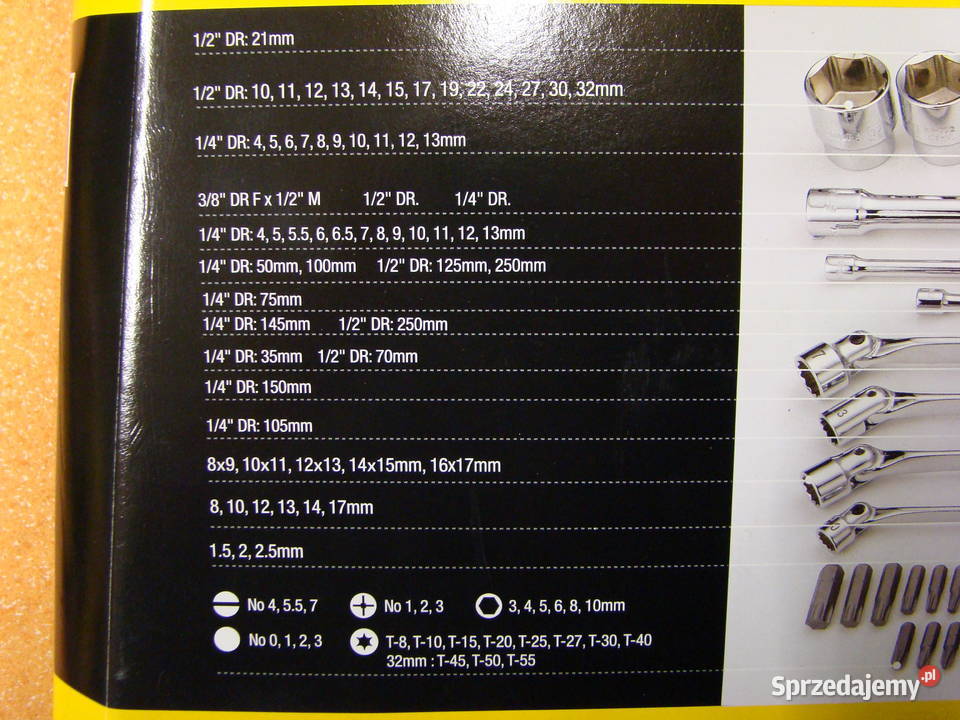 1/2" DR: 21mm
1/2" DR: 10, 11, 12, 13, 14, 15, 17, 19, 22, 24, 27, 30, 32mm
1/4" DR: 4, 5, 6, 7, 8, 9, 10, 11, 12, 13mm
3/8" DR F x 1/2" M 1/2" DR. 1/4" DR.
1/4" DR: 4, 5, 5.5, 6, 6.5, 7, 8, 9, 10, 11, 12, 13mm
1/4" DR: 50mm, 100mm 1/2" DR: 125mm, 250mm
1/4" DR: 75mm
1/4" DR: 145mm 1/2" DR: 250mm
1/4" DR: 35mm 1/2" DR: 70mm
1/4" DR: 150mm
1/4" DR: 105mm
8x9, 10x11, 12x13, 14x15mm, 16x17mm
8, 10, 12, 13, 14, 17mm
1.5, 2, 2.5mm
No 4, 5.5, 7 No 1, 2, 3 3, 4, 5, 6, 8, 10mm
No 0, 1, 2, 3 T-8, T-10, T-15, T-20, T-25, T-27, T-30, T-40
32mm : T-45, T-50, T-55
Sprzedajemy.pl